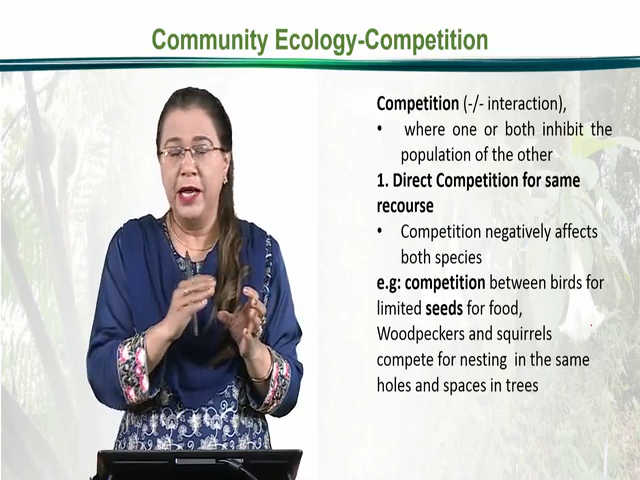 Community Ecology-Competition
Competition (-/- interaction),
• where one or both inhibit the
population of the other
1. Direct Competition for same
recourse
• Competition negatively affects
both species
e.g: competition between birds for
limited seeds for food,
Woodpeckers and squirrels
compete for nesting in the same
holes and spaces in trees